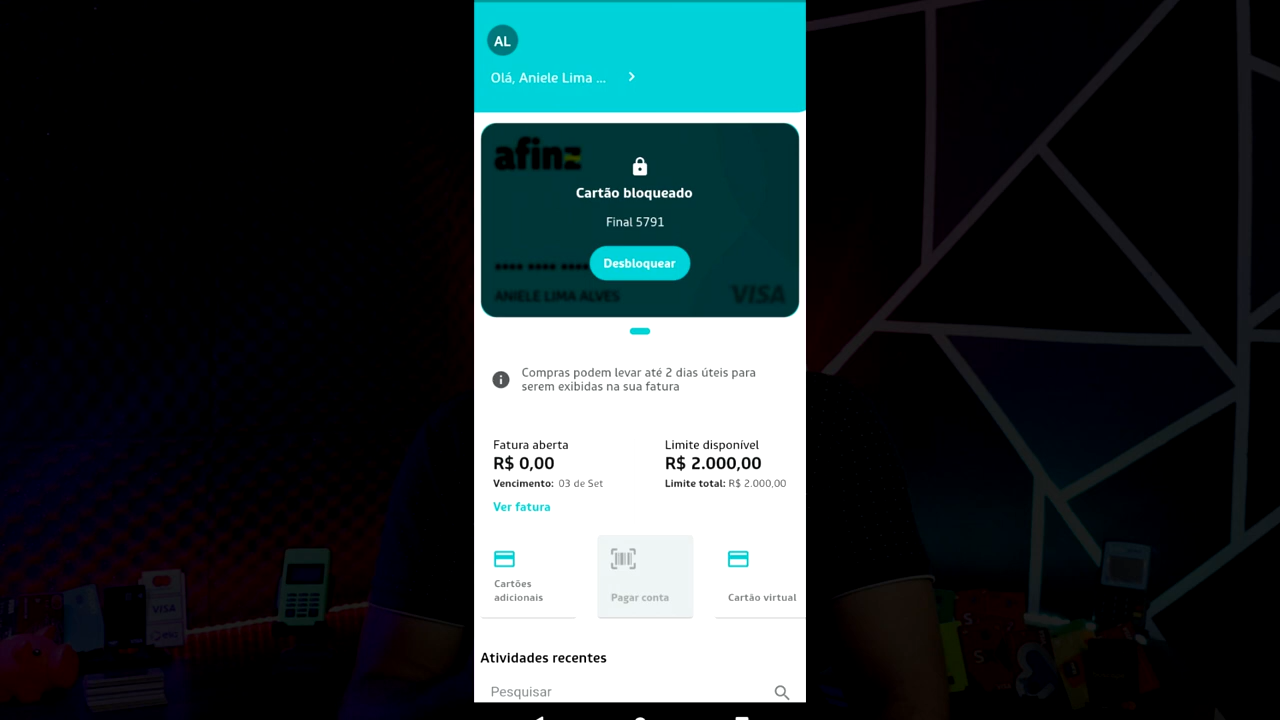 AL
Olá, Aniele Lima ...
afinz
Cartão bloqueado
Final 5791
Desbloquear
ANIELE LIMA ALVES
VISA
Compras podem levar até 2 dias úteis para
serem exibidas na sua fatura
Fatura aberta
R$ 0,00
Vencimento: 03 de Set
Ver fatura
Limite disponível
R$ 2.000,00
Limite total: R$ 2.000,00
Cartões
adicionais
Pagar conta
Cartão virtual
Atividades recentes
Pesquisar
VISA